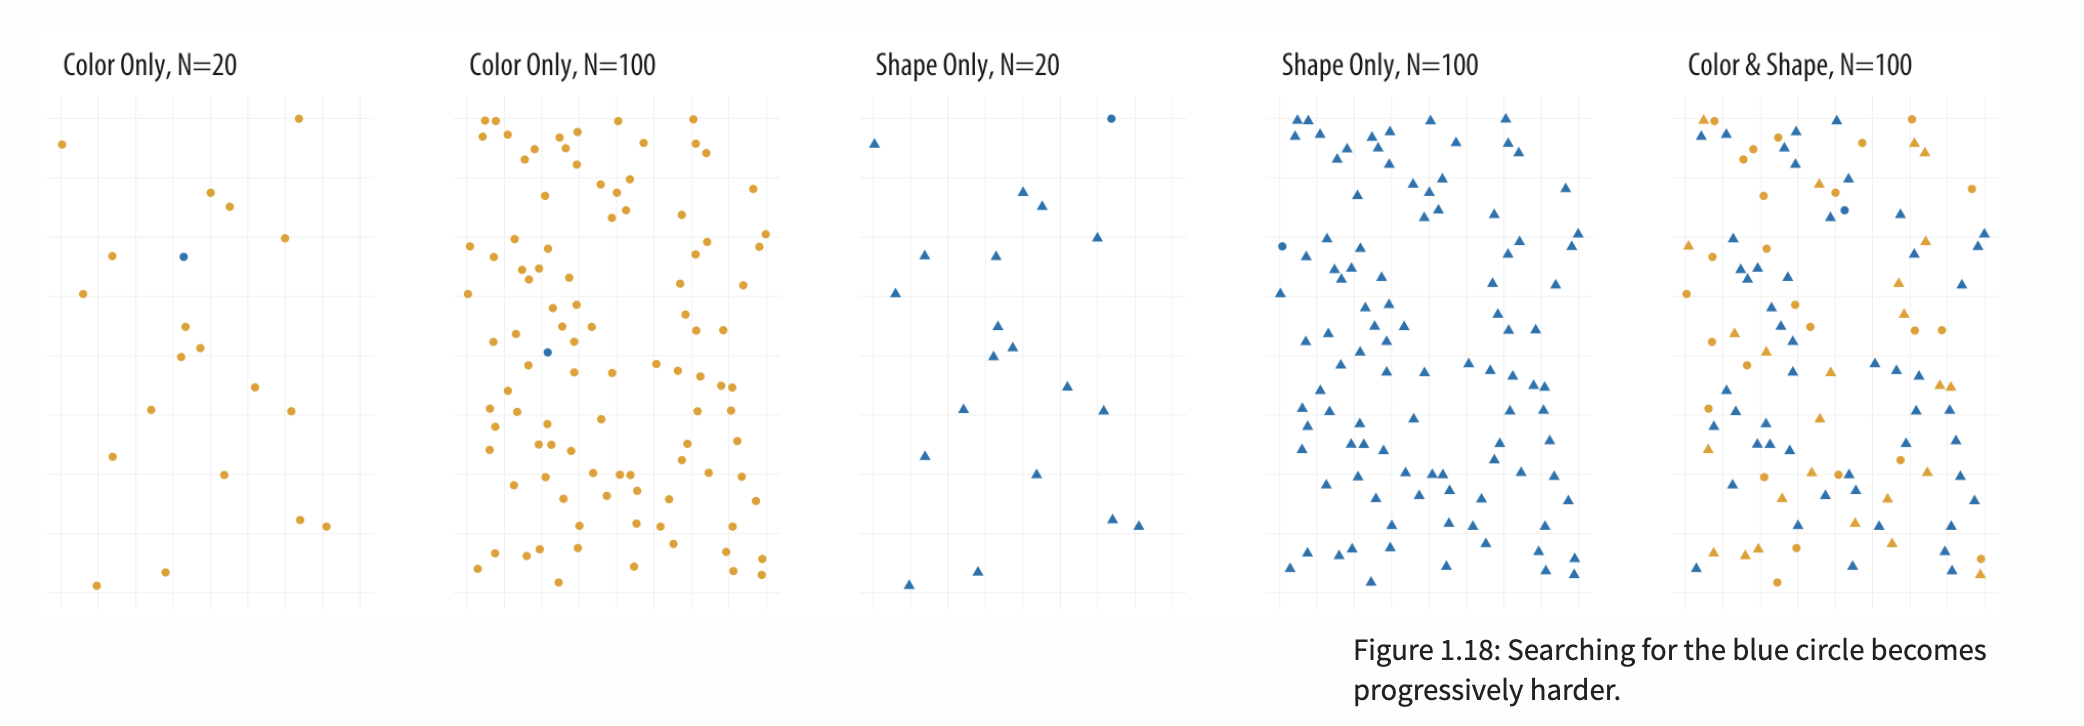 Color Only, N=20
Color Only, N=100
Shape Only, N=20
Shape Only, N=100
Color & Shape, N=100
Figure 1.18: Searching for the blue circle becomes
progressively harder.